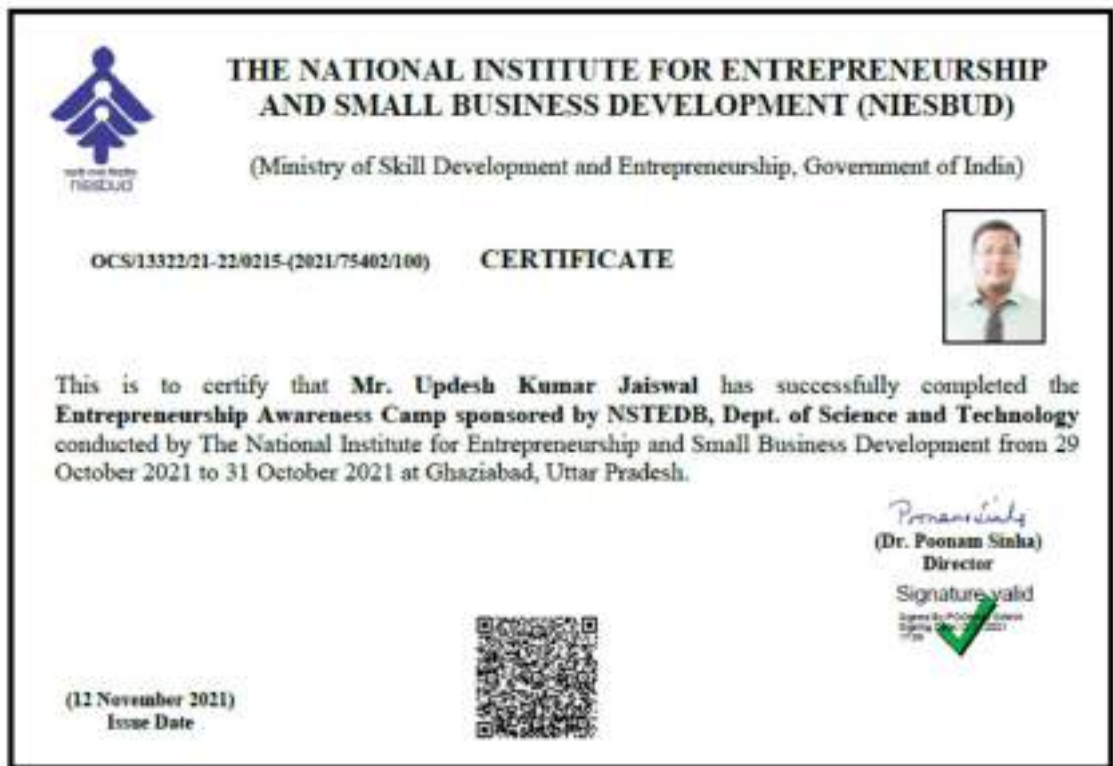 THE NATIONAL INSTITUTE FOR ENTREPRENEURSHIP
AND SMALL BUSINESS DEVELOPMENT (NIESBUD)
(Ministry of Skill Development and Entrepreneurship, Government of India)
niesbud
OCS/13322/21-22/0215-(2021/75402/100) CERTIFICATE
This is to certify that Mr. Updesh Kumar Jaiswal has successfully completed the
Entrepreneurship Awareness Camp sponsored by NSTEDB, Dept. of Science and Technology
conducted by The National Institute for Entrepreneurship and Small Business Development from 29
October 2021 to 31 October 2021 at Ghaziabad, Uttar Pradesh.
(Dr. Poonam Sinha)
Director
Signature valid
(12 November 2021)
Issue Date